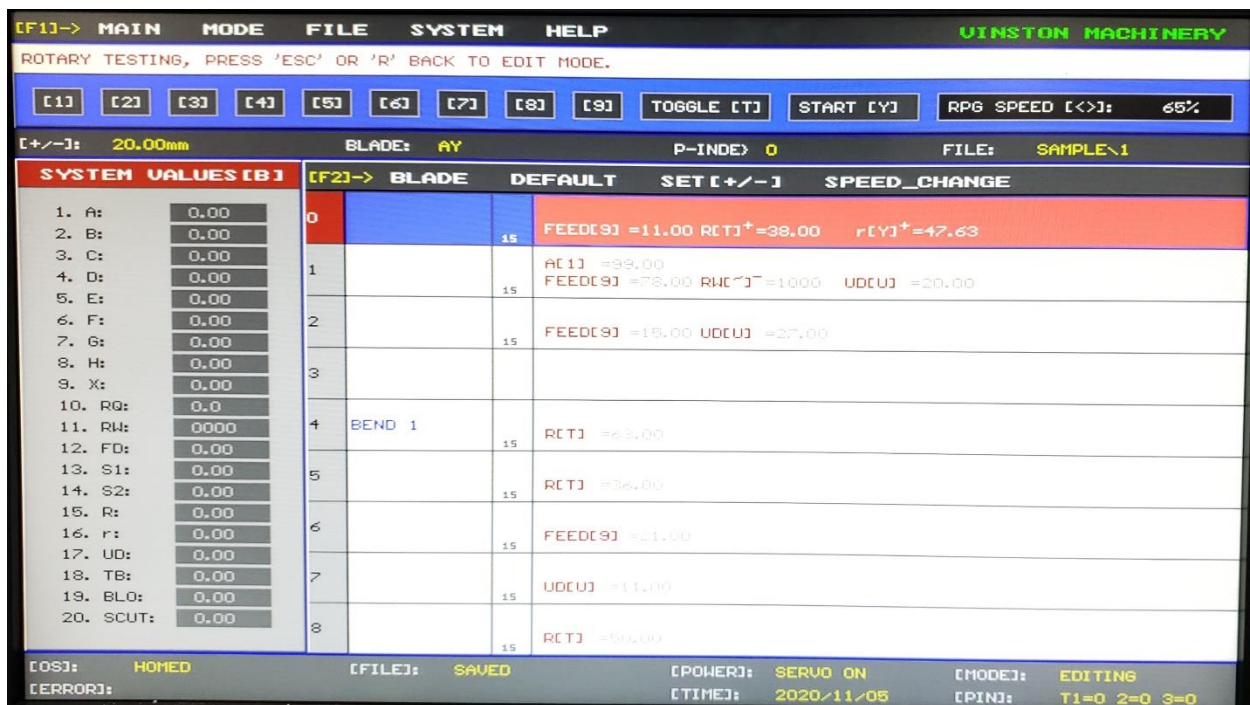 [F1]-> MAIN MODE FILE SYSTEM HELP VINSTON MACHINERY
ROTARY TESTING, PRESS 'ESC' OR 'R' BACK TO EDIT MODE.
[1] [2] [3] [4] [5] [6] [7] [8] [9] TOGGLE [T] START [Y] RPG SPEED [<>]: 65%
[+/-]: 20.00mm BLADE: AY P-INDE> 0 FILE: SAMPLE\1
SYSTEM VALUES[B]
1. A: 0.00
2. B: 0.00
3. C: 0.00
4. D: 0.00
5. E: 0.00
6. F: 0.00
7. G: 0.00
8. H: 0.00
9. X: 0.00
10. RQ: 0.0
11. RW: 0000
12. FD: 0.00
13. S1: 0.00
14. S2: 0.00
15. R: 0.00
16. r: 0.00
17. UD: 0.00
18. TB: 0.00
19. BLO: 0.00
20. SCUT: 0.00
[F2]-> BLADE DEFAULT SET[+/-] SPEED_CHANGE
0 15 FEED[9] =11.00 R[T]+=38.00 r[Y]+=47.63
1 A[1] =99.00
15 FEED[9] =78.00 RW[~]-=1000 UD[U] =20.00
2 15 FEED[9] =15.00 UD[U] =27.00
3
4 BEND 1 15 R[T] =63.00
5 15 R[T] =36.00
6 15 FEED[9] =21.00
7 15 UD[U] =11.00
8 15 R[T] =50.00
[OS]: HOMED [FILE]: SAVED [POWER]: SERVO ON [MODE]: EDITING
[ERROR]: [TIME]: 2020/11/05 [PIN]: T1=0 2=0 3=0